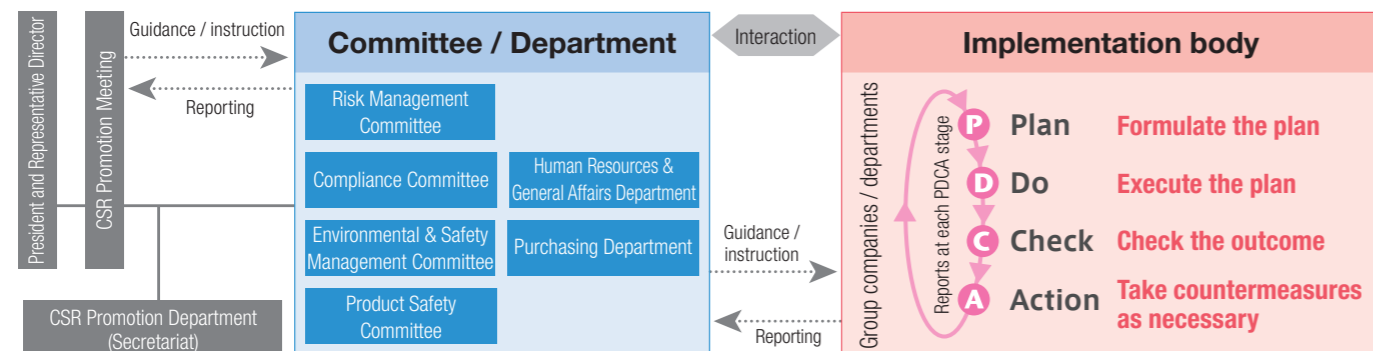 President and Representative Director
CSR Promotion Meeting
Guidance / instruction
Reporting
CSR Promotion Department
(Secretariat)
Committee / Department
Risk Management
Committee
Compliance Committee
Human Resources &
General Affairs Department
Environmental & Safety
Management Committee
Purchasing Department
Product Safety
Committee
Interaction
Guidance /
instruction
Reporting
Implementation body
Group companies / departments
Reports at each PDCA stage
P Plan Formulate the plan
D Do Execute the plan
C Check Check the outcome
A Action Take countermeasures
as necessary